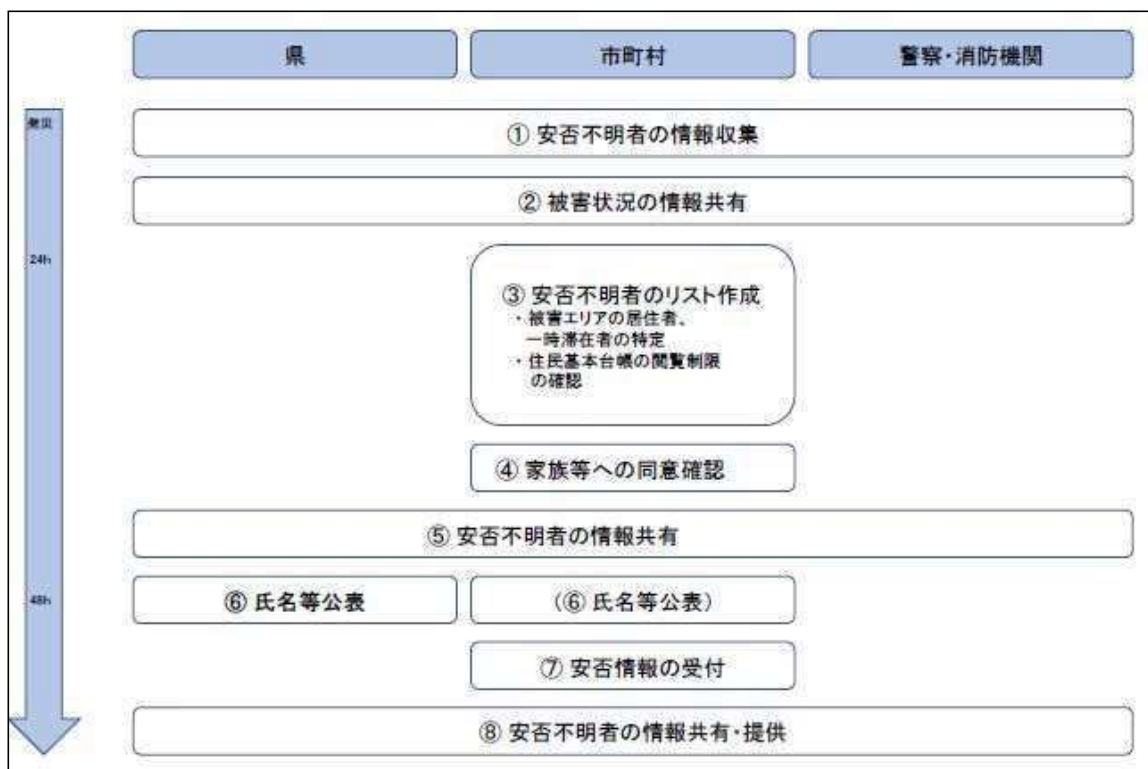 県
市町村
警察・消防機関
発災
① 安否不明者の情報収集
② 被害状況の情報共有
24h
③ 安否不明者のリスト作成
・ 被害エリアの居住者、
一時滞在者の特定
・ 住民基本台帳の閲覧制限
の確認
④ 家族等への同意確認
⑤ 安否不明者の情報共有
48h
⑥ 氏名等公表
（⑥ 氏名等公表）
⑦ 安否情報の受付
⑧ 安否不明者の情報共有・提供